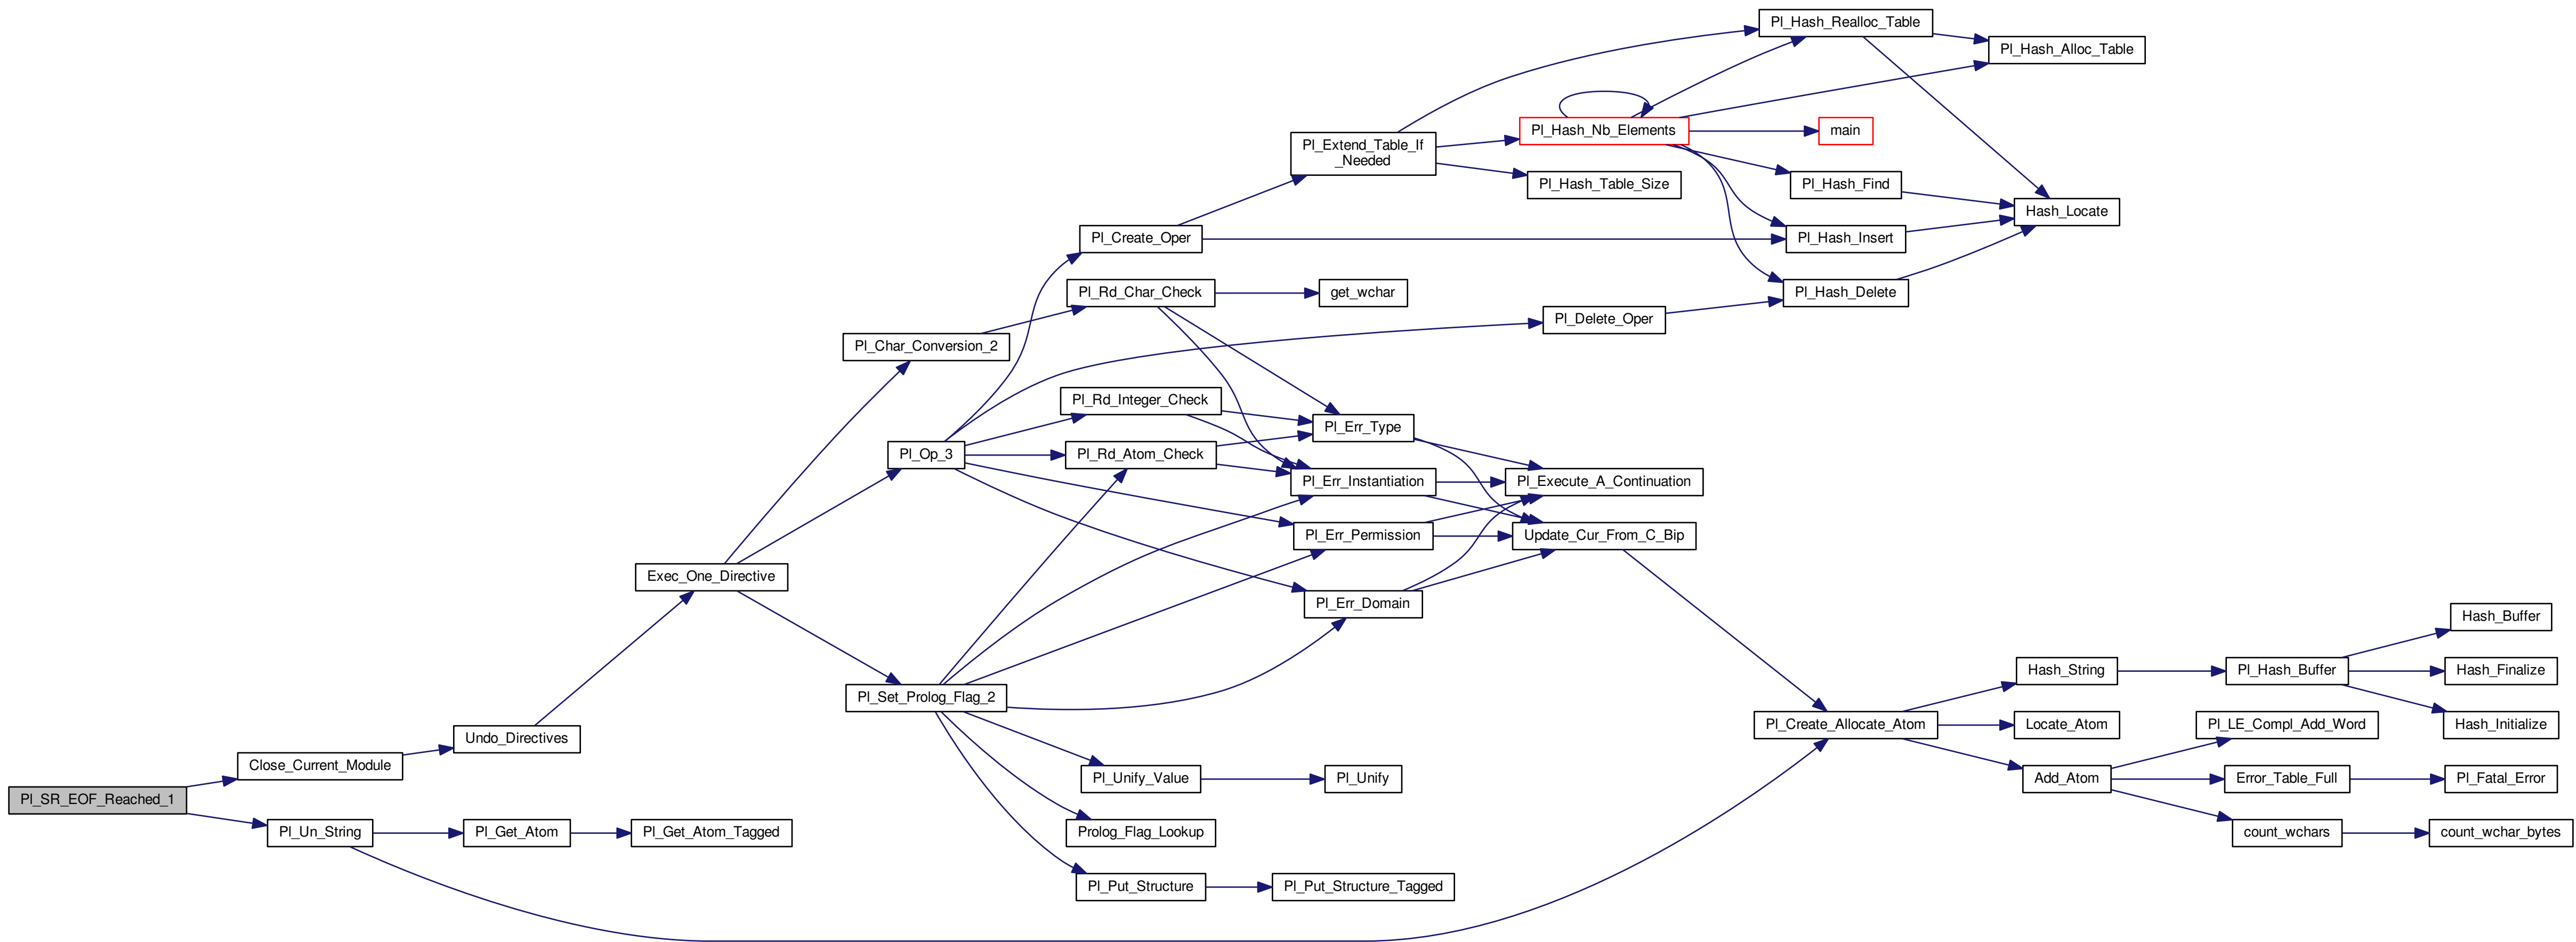 Pl_SR_EOF_Reached_1
Close_Current_Module
Pl_Un_String
Undo_Directives
Pl_Get_Atom
Pl_Get_Atom_Tagged
Exec_One_Directive
Pl_Char_Conversion_2
Pl_Op_3
Pl_Set_Prolog_Flag_2
Pl_Create_Oper
Pl_Rd_Char_Check
Pl_Rd_Integer_Check
Pl_Rd_Atom_Check
Pl_Unify_Value
Prolog_Flag_Lookup
Pl_Put_Structure
Pl_Extend_Table_If
_Needed
get_wchar
Pl_Err_Type
Pl_Err_Instantiation
Pl_Err_Permission
Pl_Err_Domain
Pl_Unify
Pl_Put_Structure_Tagged
Pl_Hash_Nb_Elements
Pl_Hash_Table_Size
Pl_Delete_Oper
Pl_Execute_A_Continuation
Update_Cur_From_C_Bip
Pl_Hash_Realloc_Table
main
Pl_Hash_Find
Pl_Hash_Insert
Pl_Hash_Delete
Pl_Create_Allocate_Atom
Pl_Hash_Alloc_Table
Hash_Locate
Hash_String
Locate_Atom
Add_Atom
Pl_Hash_Buffer
Pl_LE_Compl_Add_Word
Error_Table_Full
count_wchars
Hash_Buffer
Hash_Finalize
Hash_Initialize
Pl_Fatal_Error
count_wchar_bytes